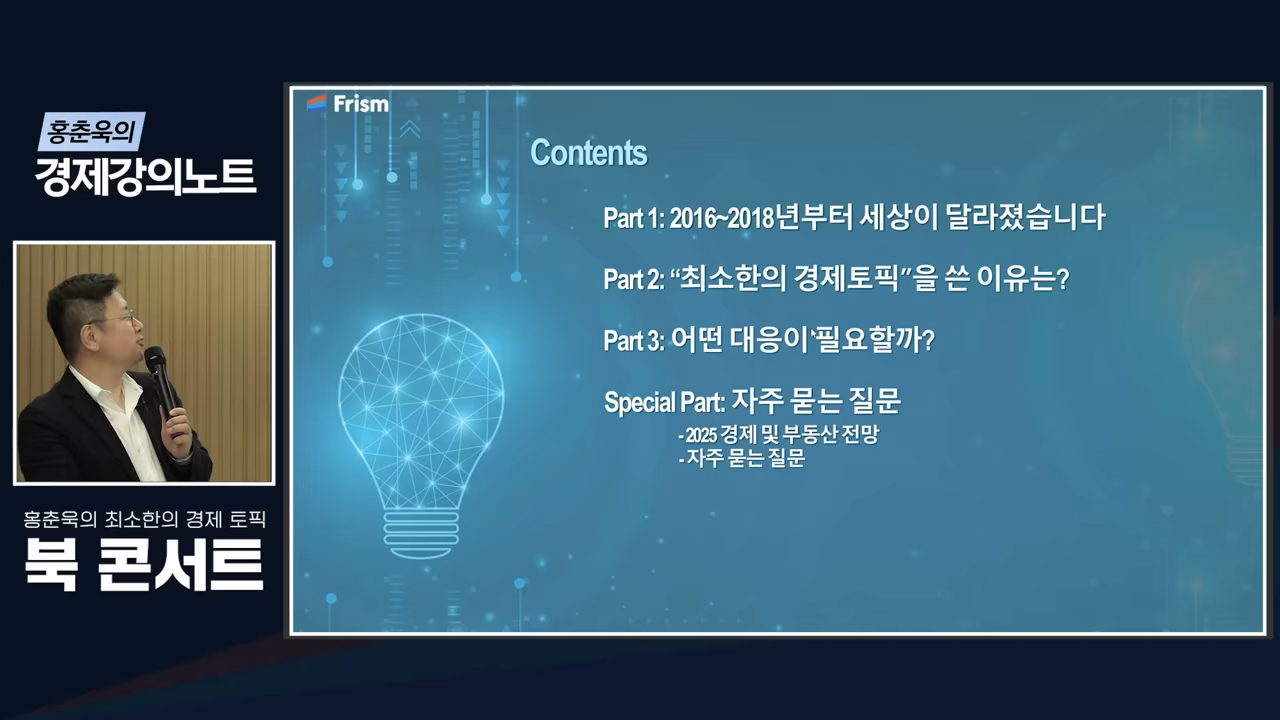 홍춘욱의
경제강의노트
홍춘욱의 최소한의 경제 토픽
북 콘서트
Frism
Contents
Part 1: 2016~2018년부터 세상이 달라졌습니다
Part 2: “최소한의 경제토픽”을 쓴 이유는?
Part 3: 어떤 대응이 필요할까?
Special Part: 자주 묻는 질문
- 2025 경제 및 부동산 전망
- 자주 묻는 질문